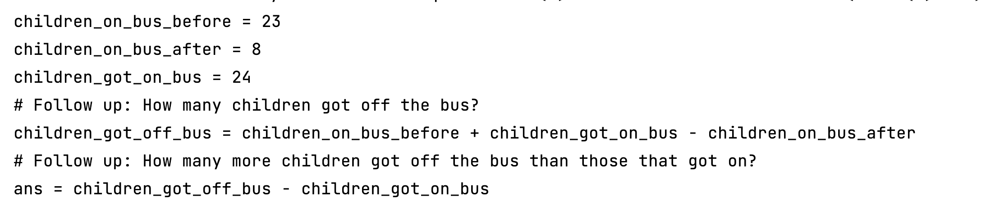 children_on_bus_before = 23
children_on_bus_after = 8
children_got_on_bus = 24
# Follow up: How many children got off the bus?
children_got_off_bus = children_on_bus_before + children_got_on_bus - children_on_bus_after
# Follow up: How many more children got off the bus than those that got on?
ans = children_got_off_bus - children_got_on_bus